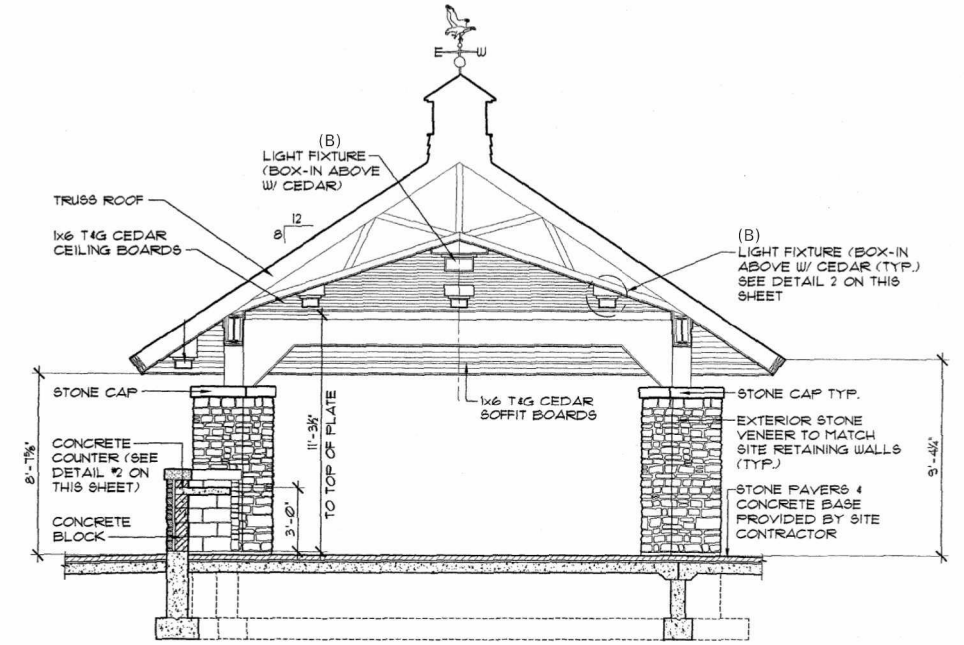 E W
(B)
LIGHT FIXTURE
(BOX-IN ABOVE
W/ CEDAR)
TRUSS ROOF
12
8
1x6 T&G CEDAR
CEILING BOARDS
(B)
LIGHT FIXTURE (BOX-IN
ABOVE W/ CEDAR (TYP.)
SEE DETAIL 2 ON THIS
SHEET
STONE CAP
1x6 T&G CEDAR
SOFFIT BOARDS
STONE CAP TYP.
EXTERIOR STONE
VENEER TO MATCH
SITE RETAINING WALLS
(TYP.)
CONCRETE
COUNTER (SEE
DETAIL #2 ON
THIS SHEET)
CONCRETE
BLOCK
STONE PAVERS &
CONCRETE BASE
PROVIDED BY SITE
CONTRACTOR
8'-7⅝"
3'-0"
11'-3½"
TO TOP OF PLATE
9'-4¼"